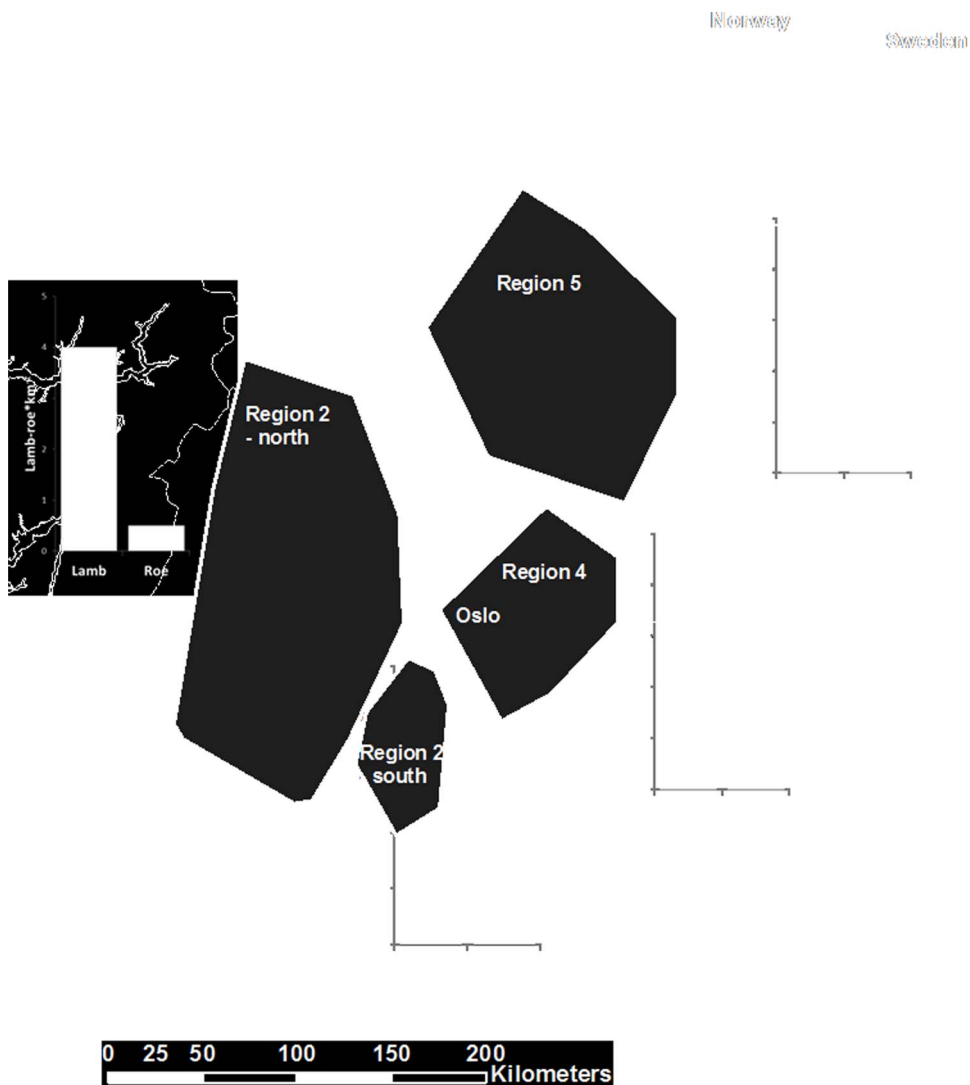 Norway
Sweden
Region 5
5
4
2
1
0
Lamb-roe*km
Lamb Roe
Region 2
- north
Region 4
Oslo
Region 2
south
0 25 50 100 150 200
Kilometers